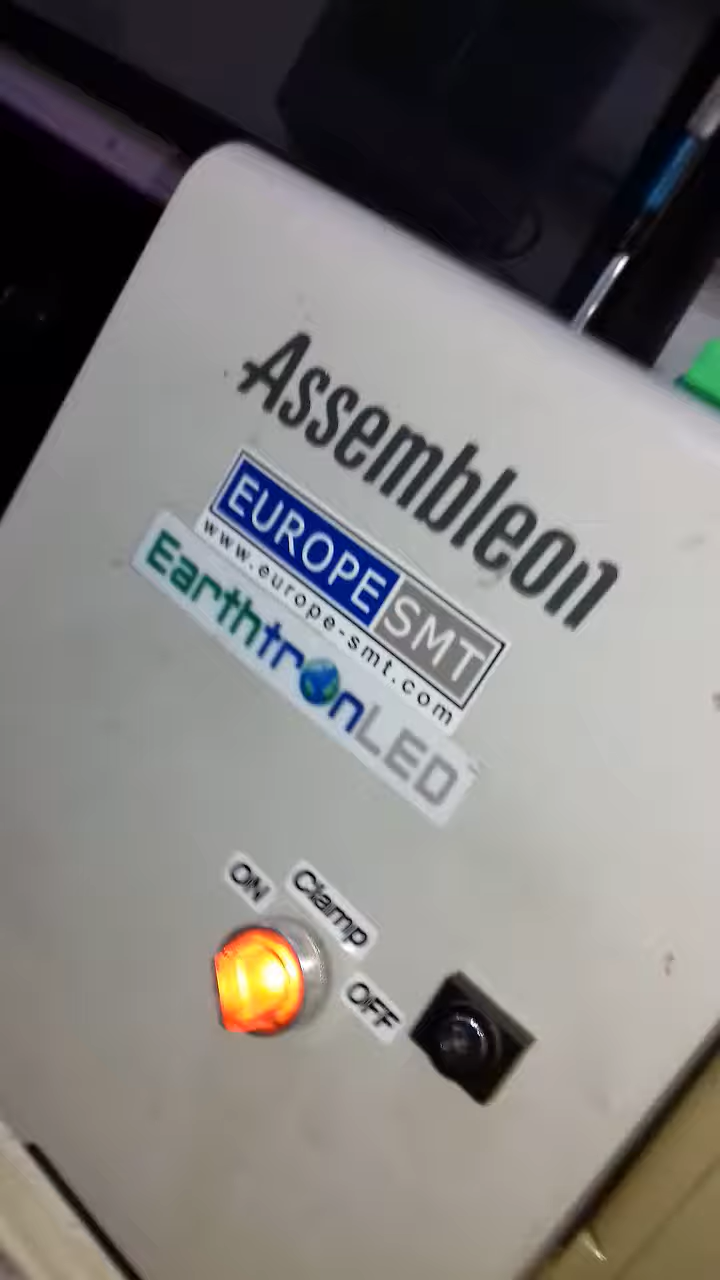 Assembleon
EUROPE SMT
www.europe-smt.com
EarthtronLED
ON
Clamp
OFF